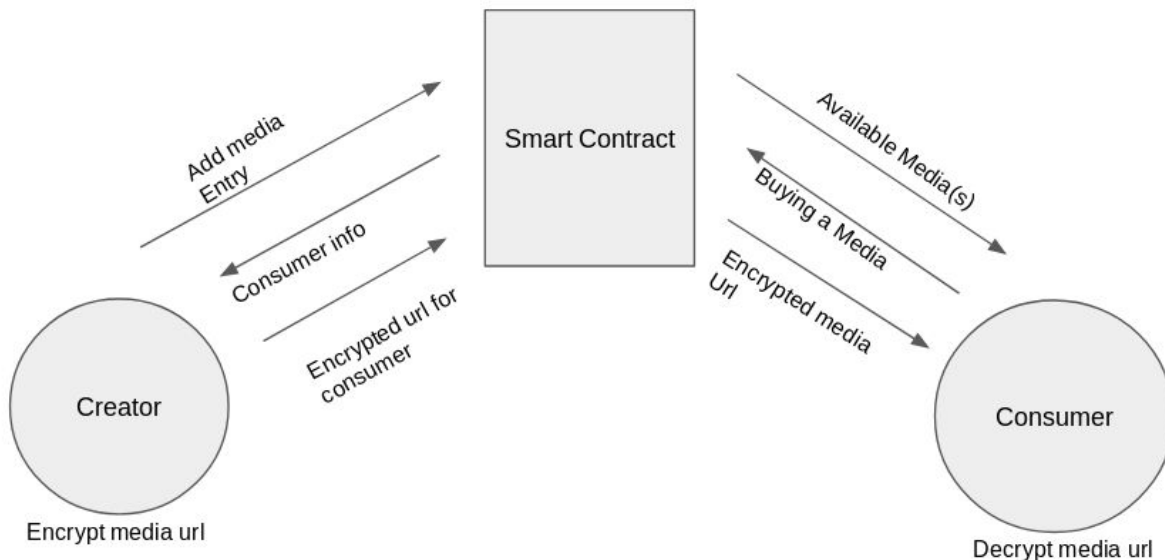 Smart Contract
Add media
Entry
Consumer info
Encrypted url for
consumer
Available Media(s)
Buying a Media
Encrypted media
Url
Creator
Encrypt media url
Consumer
Decrypt media url